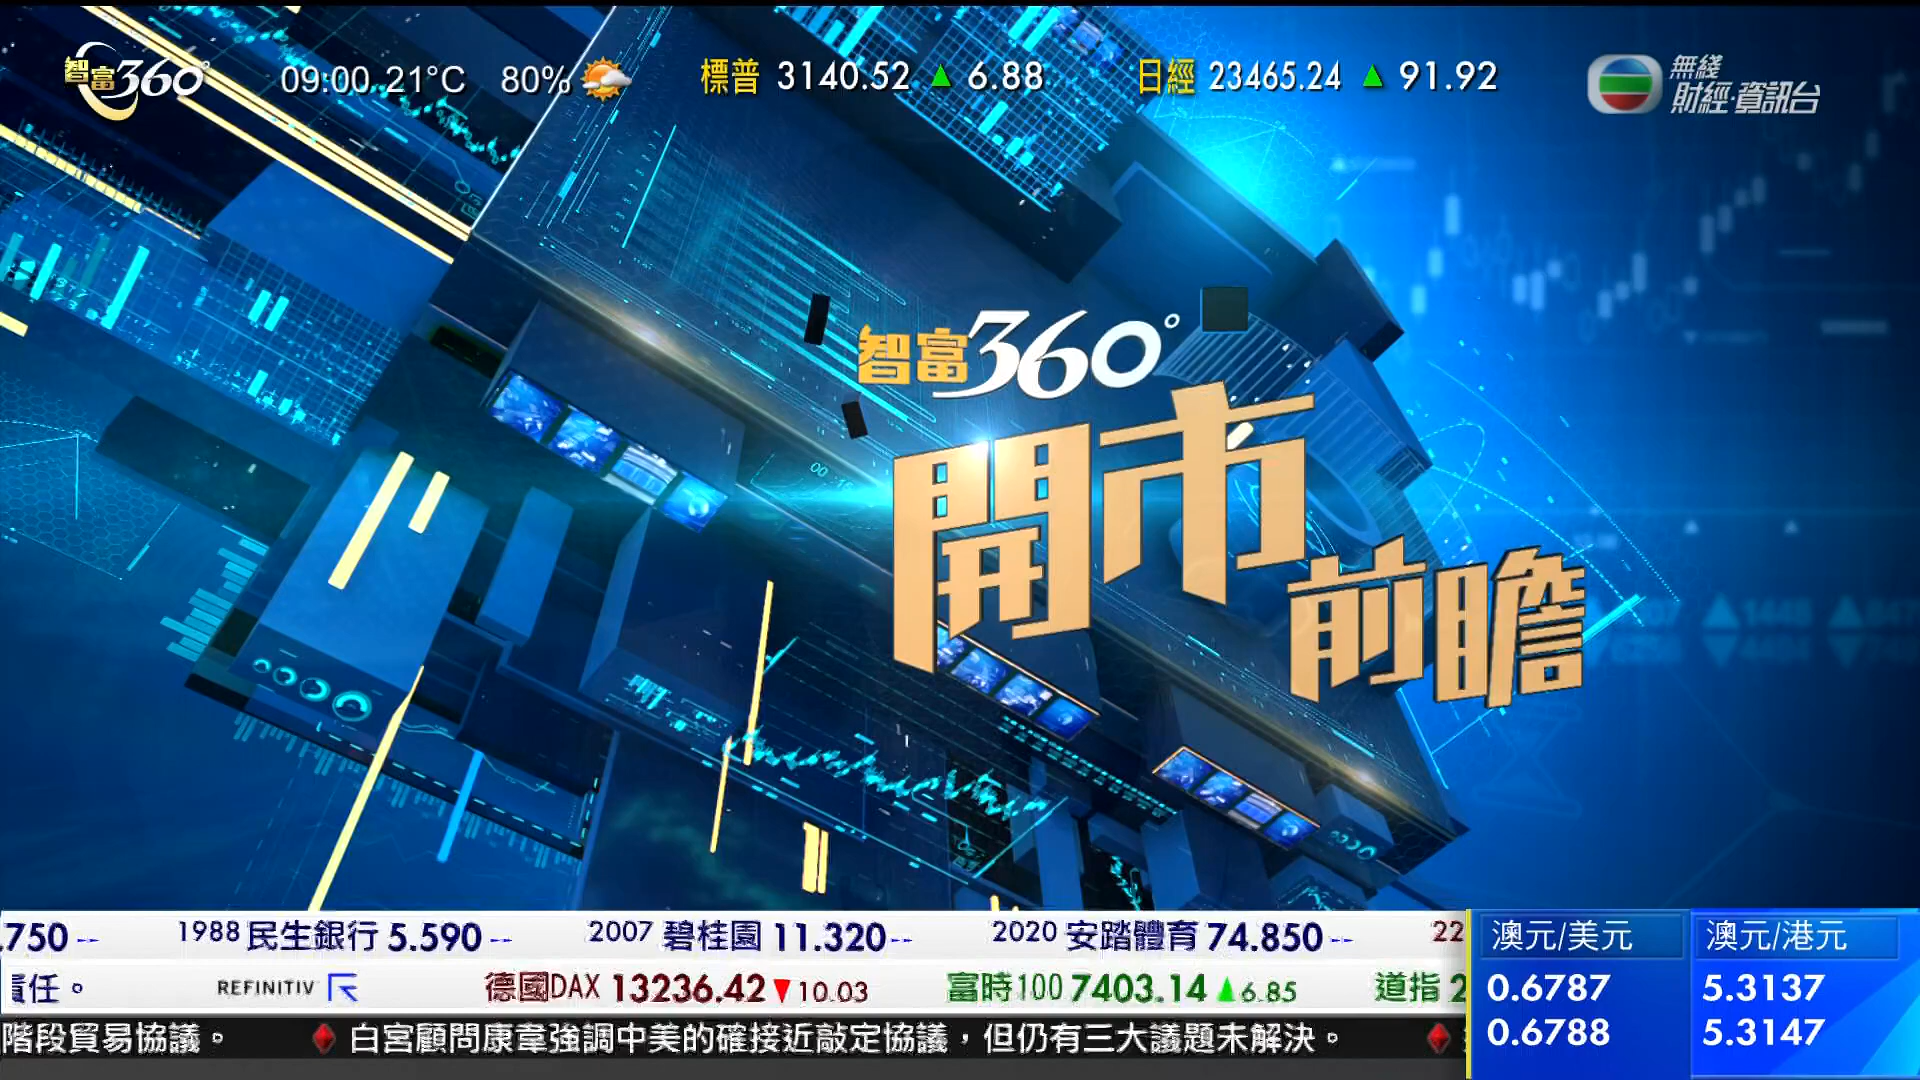 智富360°
09:00 21°C 80%
標普 3140.52 ▲ 6.88
日經 23465.24 ▲ 91.92
無綫
財經·資訊台
智富360°
開市前瞻
.750 --
1988 民生銀行 5.590 --
2007 碧桂園 11.320 --
2020 安踏體育 74.850 --
22
責任。
REFINITIV
德國DAX 13236.42 ▼ 10.03
富時100 7403.14 ▲ 6.85
道指 2
階段貿易協議。
白宮顧問康韋強調中美的確接近敲定協議,但仍有三大議題未解決。
澳元/美元
0.6787
0.6788
澳元/港元
5.3137
5.3147